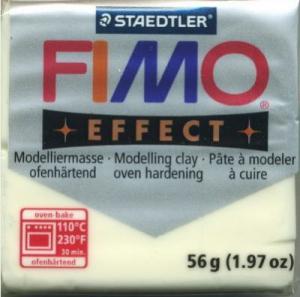 STAEDTLER
FIMO®
EFFECT
Modelliermasse · Modelling clay · Pâte à modeler
ofenhärtend oven hardening à cuire
oven-bake
110°C
230°F
30 min.
ofenhärtend
56 g (1.97 oz)